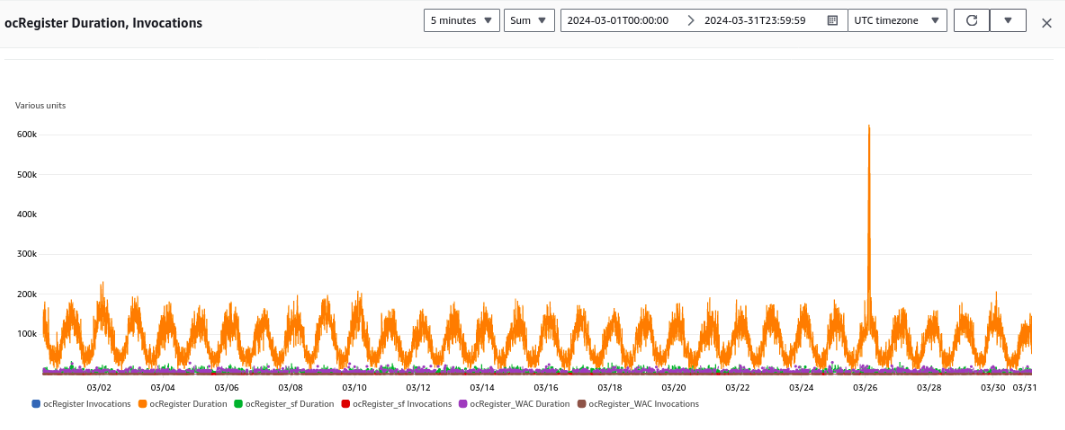 ocRegister Duration, Invocations
5 minutes Sum 2024-03-01T00:00:00 2024-03-31T23:59:59 UTC timezone
Various units
600k
500k
400k
300k
200k
100k
03/02 03/04 03/06 03/08 03/10 03/12 03/14 03/16 03/18 03/20 03/22 03/24 03/26 03/28 03/30 03/31
ocRegister Invocations ocRegister Duration ocRegister_sf Duration ocRegister_sf Invocations ocRegister_WAC Duration ocRegister_WAC Invocations